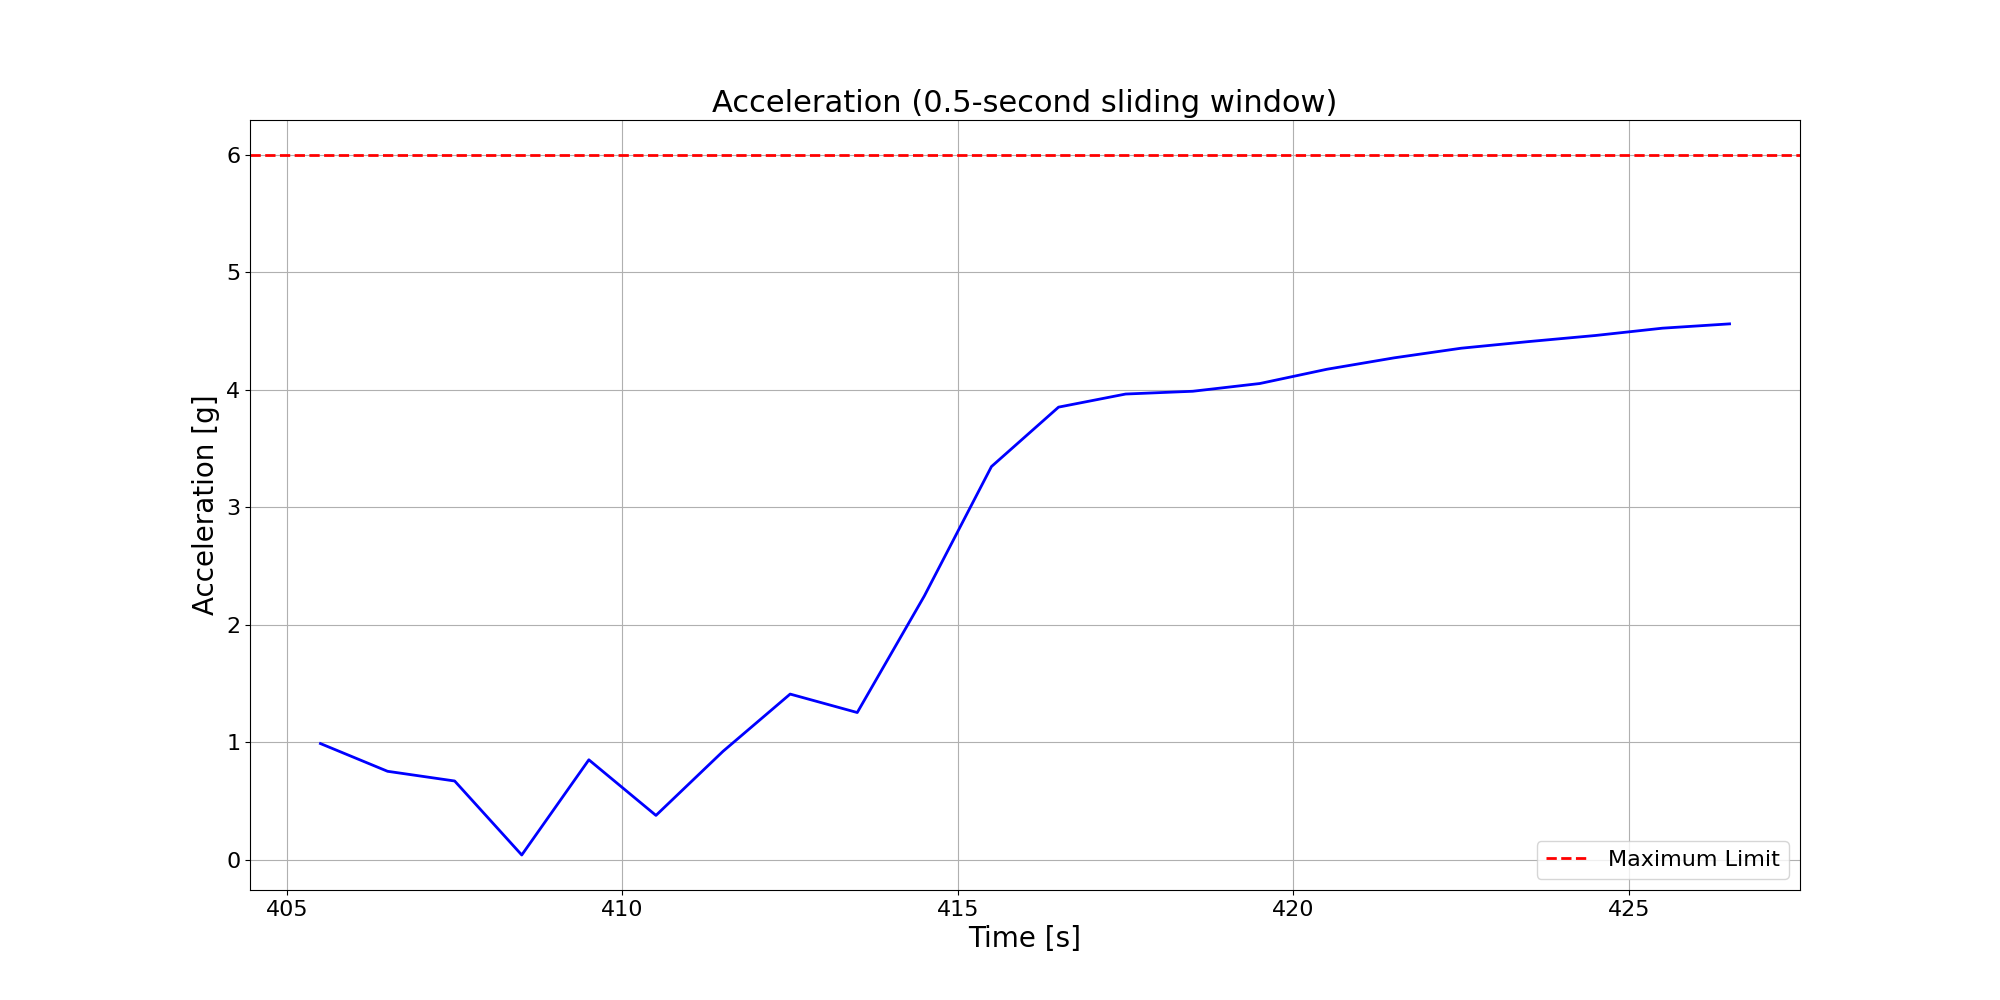 Acceleration (0.5-second sliding window)
Acceleration [g]
6
5
4
3
2
1
0
Maximum Limit
405 410 415 420 425
Time [s]